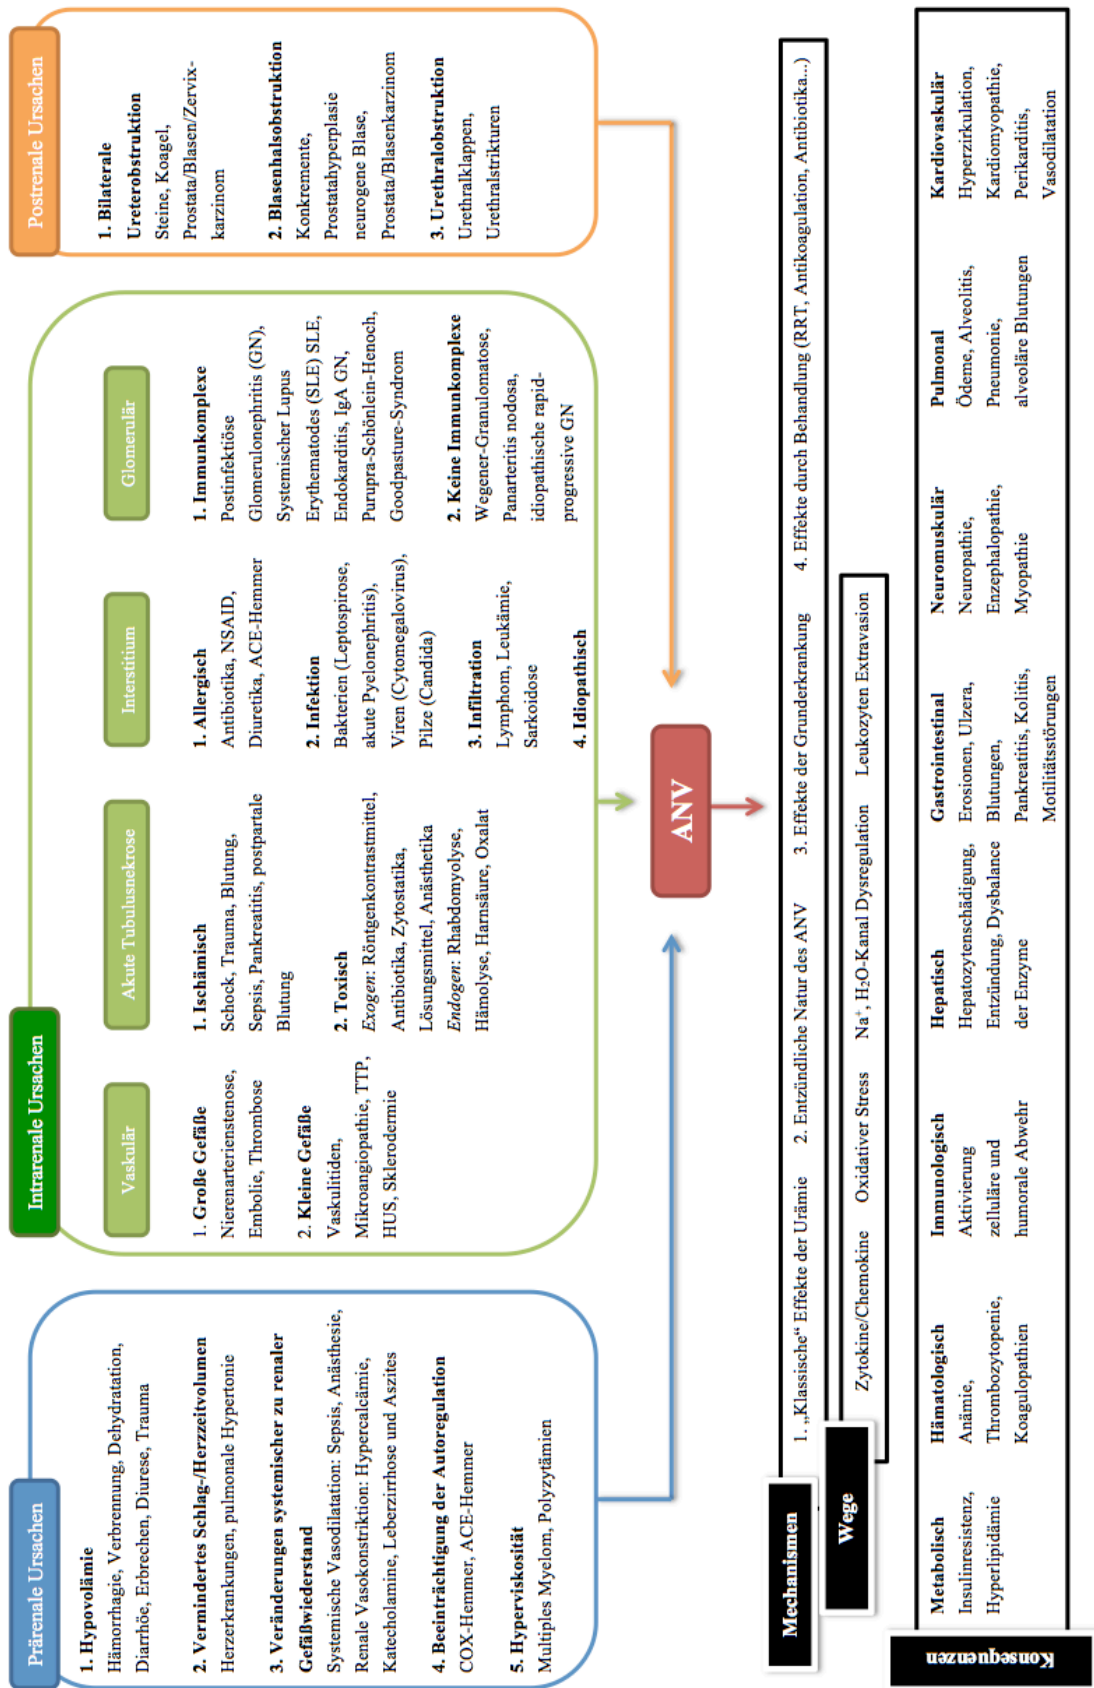 Prärenale Ursachen
1. Hypovolämie
Hämorrhagie, Verbrennung, Dehydratation,
Diarrhöe, Erbrechen, Diurese, Trauma
2. Vermindertes Schlag-/Herzzeitvolumen
Herzerkrankungen, pulmonale Hypertonie
3. Veränderungen systemischer zu renaler
Gefäßwiederstand
Systemische Vasodilatation: Sepsis, Anästhesie,
Renale Vasokonstriktion: Hypercalcämie,
Katecholamine, Leberzirrhose und Aszites
4. Beeinträchtigung der Autoregulation
COX-Hemmer, ACE-Hemmer
5. Hyperviskosität
Multiples Myelom, Polyzytämien
Intrarenale Ursachen
Vaskulär
1. Große Gefäße
Nierenarterienstenose,
Embolie, Thrombose
2. Kleine Gefäße
Vaskulitiden,
Mikroangiopathie, TTP,
HUS, Sklerodermie
Akute Tubulusnekrose
1. Ischämisch
Schock, Trauma, Blutung,
Sepsis, Pankreatitis, postpartale
Blutung
2. Toxisch
Exogen: Röntgenkontrastmittel,
Antibiotika, Zytostatika,
Lösungsmittel, Anästhetika
Endogen: Rhabdomyolyse,
Hämolyse, Harnsäure, Oxalat
Interstitium
1. Allergisch
Antibiotika, NSAID,
Diuretika, ACE-Hemmer
2. Infektion
Bakterien (Leptospirose,
akute Pyelonephritis),
Viren (Cytomegalovirus),
Pilze (Candida)
3. Infiltration
Lymphom, Leukämie,
Sarkoidose
4. Idiopathisch
Glomerulär
1. Immunkomplexe
Postinfektiöse
Glomerulonephritis (GN),
Systemischer Lupus
Erythematodes (SLE) SLE,
Endokarditis, IgA GN,
Purupra-Schönlein-Henoch,
Goodpasture-Syndrom
2. Keine Immunkomplexe
Wegener-Granulomatose,
Panarteritis nodosa,
idiopathische rapid-
progressive GN
Postrenale Ursachen
1. Bilaterale
Ureterobstruktion
Steine, Koagel,
Prostata/Blasen/Zervix-
karzinom
2. Blasenhalsobstruktion
Konkremente,
Prostatahyperplasie
neurogene Blase,
Prostata/Blasenkarzinom
3. Urethralobstruktion
Urethralklappen,
Urethralstrikturen
ANV
Mechanismen
1. „Klassische“ Effekte der Urämie 2. Entzündliche Natur des ANV 3. Effekte der Grunderkrankung 4. Effekte durch Behandlung (RRT, Antikoagulation, Antibiotika...)
Wege
Zytokine/Chemokine Oxidativer Stress Na⁺, H₂O-Kanal Dysregulation Leukozyten Extravasion
Konsequenzen
Metabolisch
Insulinresistenz,
Hyperlipidämie
Hämatologisch
Anämie,
Thrombozytopenie,
Koagulopathien
Immunologisch
Aktivierung
zelluläre und
humorale Abwehr
Hepatisch
Hepatozytenschädigung,
Entzündung, Dysbalance
der Enzyme
Gastrointestinal
Erosionen, Ulzera,
Blutungen,
Pankreatitis, Kolitis,
Motilitätsstörungen
Neuromuskulär
Neuropathie,
Enzephalopathie,
Myopathie
Pulmonal
Ödeme, Alveolitis,
Pneumonie,
alveoläre Blutungen
Kardiovaskulär
Hyperzirkulation,
Kardiomyopathie,
Perikarditis,
Vasodilatation